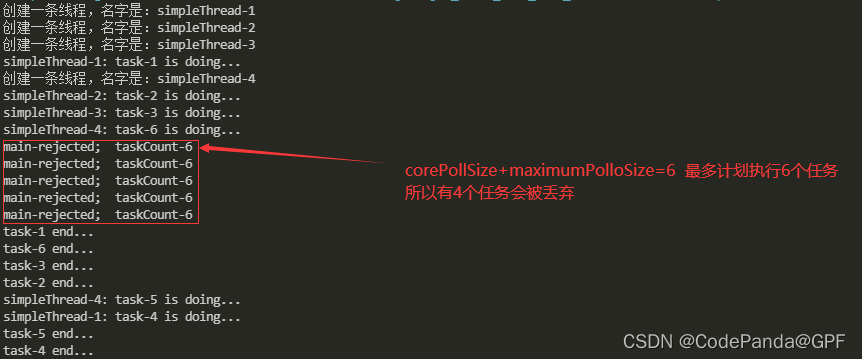 创建一条线程，名字是：simpleThread-1
创建一条线程，名字是：simpleThread-2
创建一条线程，名字是：simpleThread-3
simpleThread-1: task-1 is doing...
创建一条线程，名字是：simpleThread-4
simpleThread-2: task-2 is doing...
simpleThread-3: task-3 is doing...
simpleThread-4: task-6 is doing...
main-rejected;  taskCount-6
main-rejected;  taskCount-6
main-rejected;  taskCount-6
main-rejected;  taskCount-6
main-rejected;  taskCount-6
corePollSize+maximumPolloSize=6 最多计划执行6个任务
所以有4个任务会被丢弃
task-1 end...
task-6 end...
task-3 end...
task-2 end...
simpleThread-4: task-5 is doing...
simpleThread-1: task-4 is doing...
task-5 end...
task-4 end...
CSDN @CodePanda@GPF